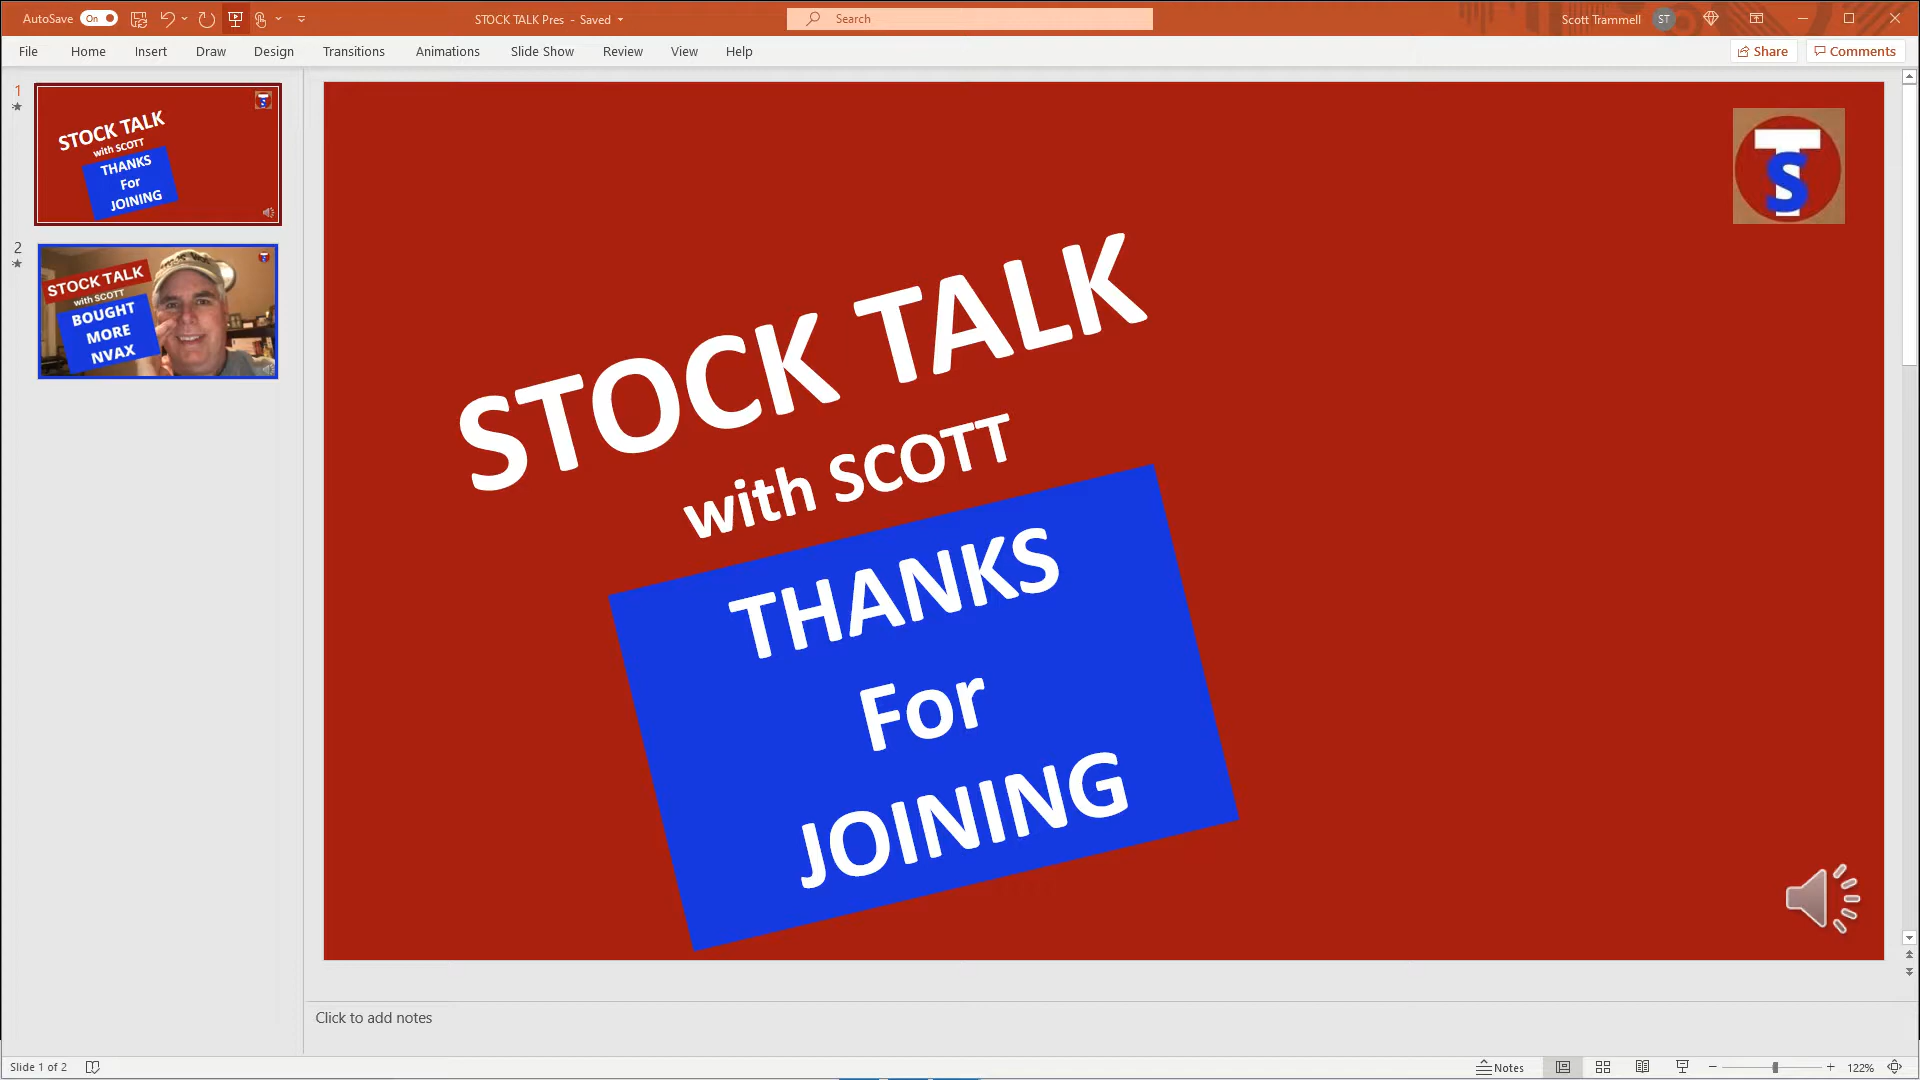 AutoSave On STOCK TALK Pres - Saved Search Scott Trammell ST
File Home Insert Draw Design Transitions Animations Slide Show Review View Help Share Comments
1
STOCK TALK
with SCOTT
THANKS
For
JOINING
2
STOCK TALK
with SCOTT
BOUGHT
MORE
NVAX
TS
STOCK TALK
with SCOTT
THANKS
For
JOINING
Click to add notes
Slide 1 of 2 Notes 122%